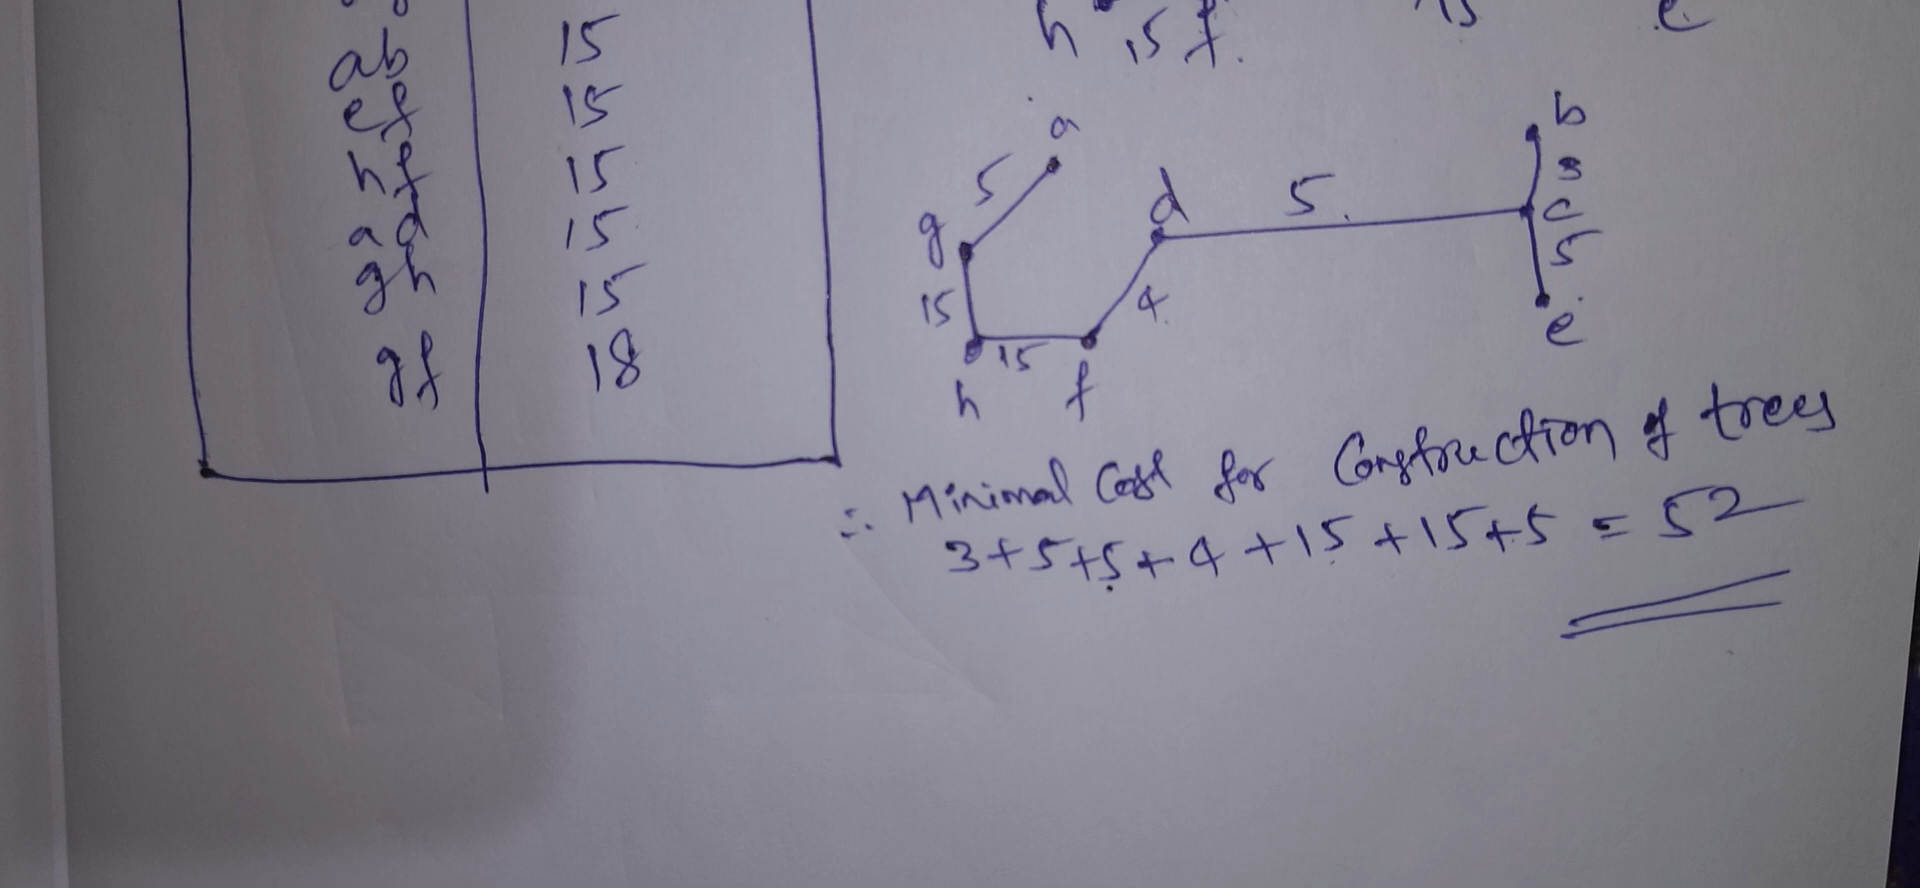 ab 15
ef 15
hf 15
ad 15
gh 15
gf 18
h 15 f.
15 e
a
5
g
15
h
15
f
4
d
5.
b
3
c
5
e
∴ Minimal Cost for Construction of trees
3+5+5+4+15+15+5 = 52